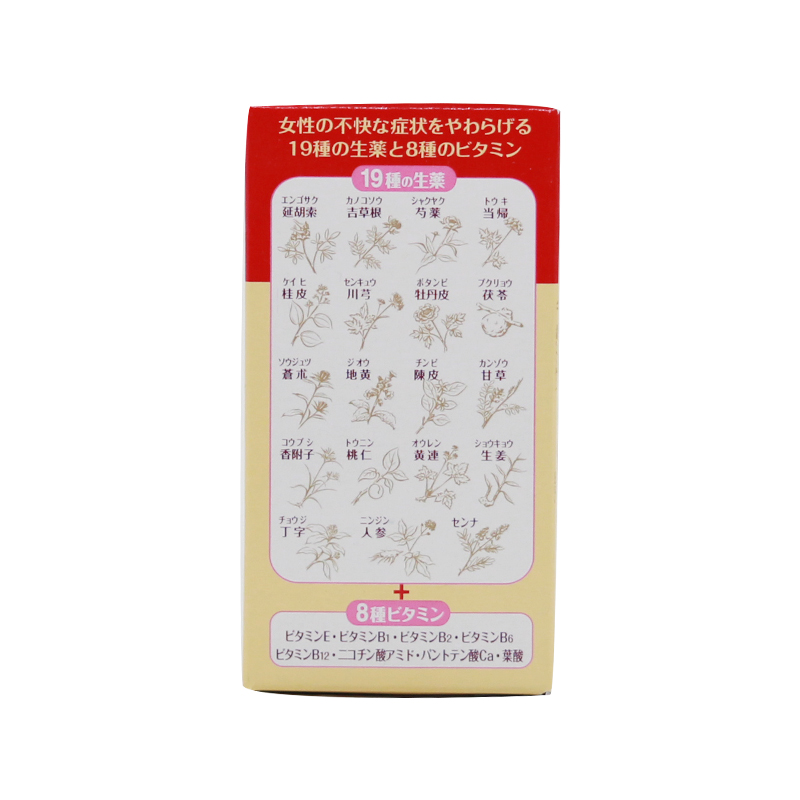 女性の不快な症状をやわらげる
19種の生薬と8種のビタミン
19種の生薬
エンゴサク カノコソウ シャクヤク トウキ
延胡索 吉草根 芍薬 当帰
ケイヒ センキュウ ボタンピ ブクリョウ
桂皮 川芎 牡丹皮 茯苓
ソウジュツ ジオウ チンピ カンゾウ
蒼朮 地黄 陳皮 甘草
コウブシ トウニン オウレン ショウキョウ
香附子 桃仁 黄連 生姜
チョウジ ニンジン センナ
丁字 人参
+
8種ビタミン
ビタミンE・ビタミンB1・ビタミンB2・ビタミンB6
ビタミンB12・ニコチン酸アミド・パントテン酸Ca・葉酸